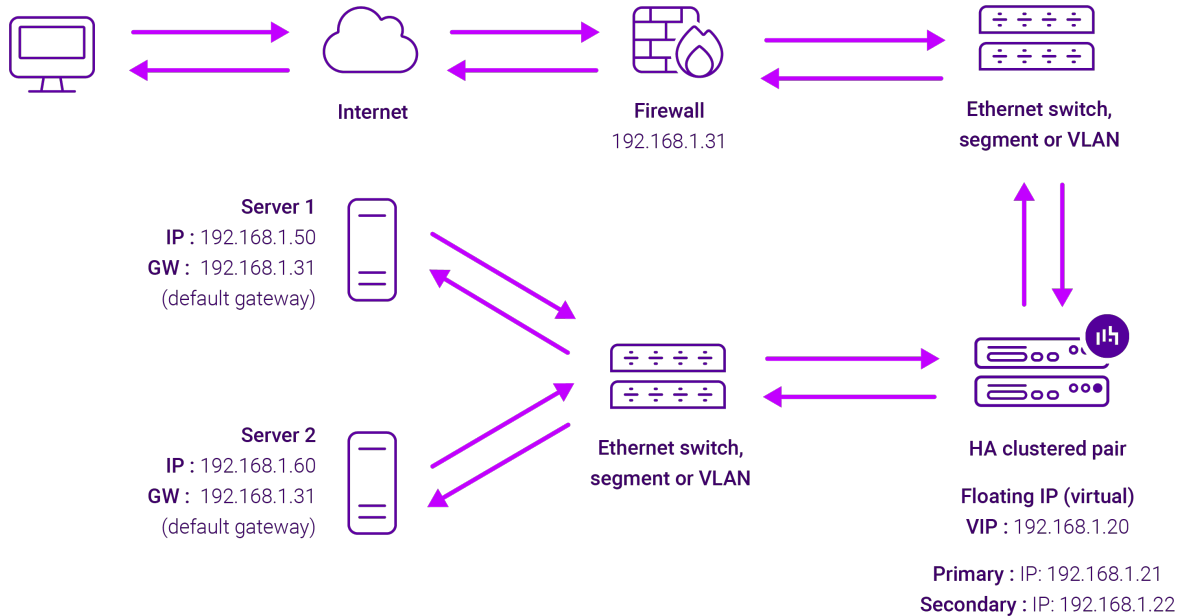 Internet
Firewall
192.168.1.31
Ethernet switch,
segment or VLAN
Server 1
IP : 192.168.1.50
GW : 192.168.1.31
(default gateway)
Server 2
IP : 192.168.1.60
GW : 192.168.1.31
(default gateway)
Ethernet switch,
segment or VLAN
HA clustered pair
Floating IP (virtual)
VIP : 192.168.1.20
Primary : IP: 192.168.1.21
Secondary : IP: 192.168.1.22